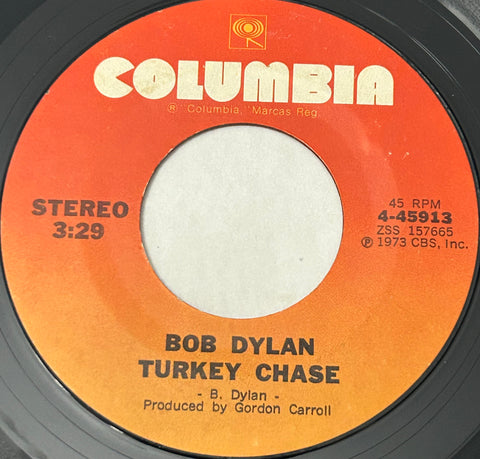 COLUMBIA
® "Columbia," Marcas Reg.
STEREO
3:29
45 RPM
4-45913
ZSS 157665
℗ 1973 CBS, Inc.
BOB DYLAN
TURKEY CHASE
- B. Dylan -
Produced by Gordon Carroll